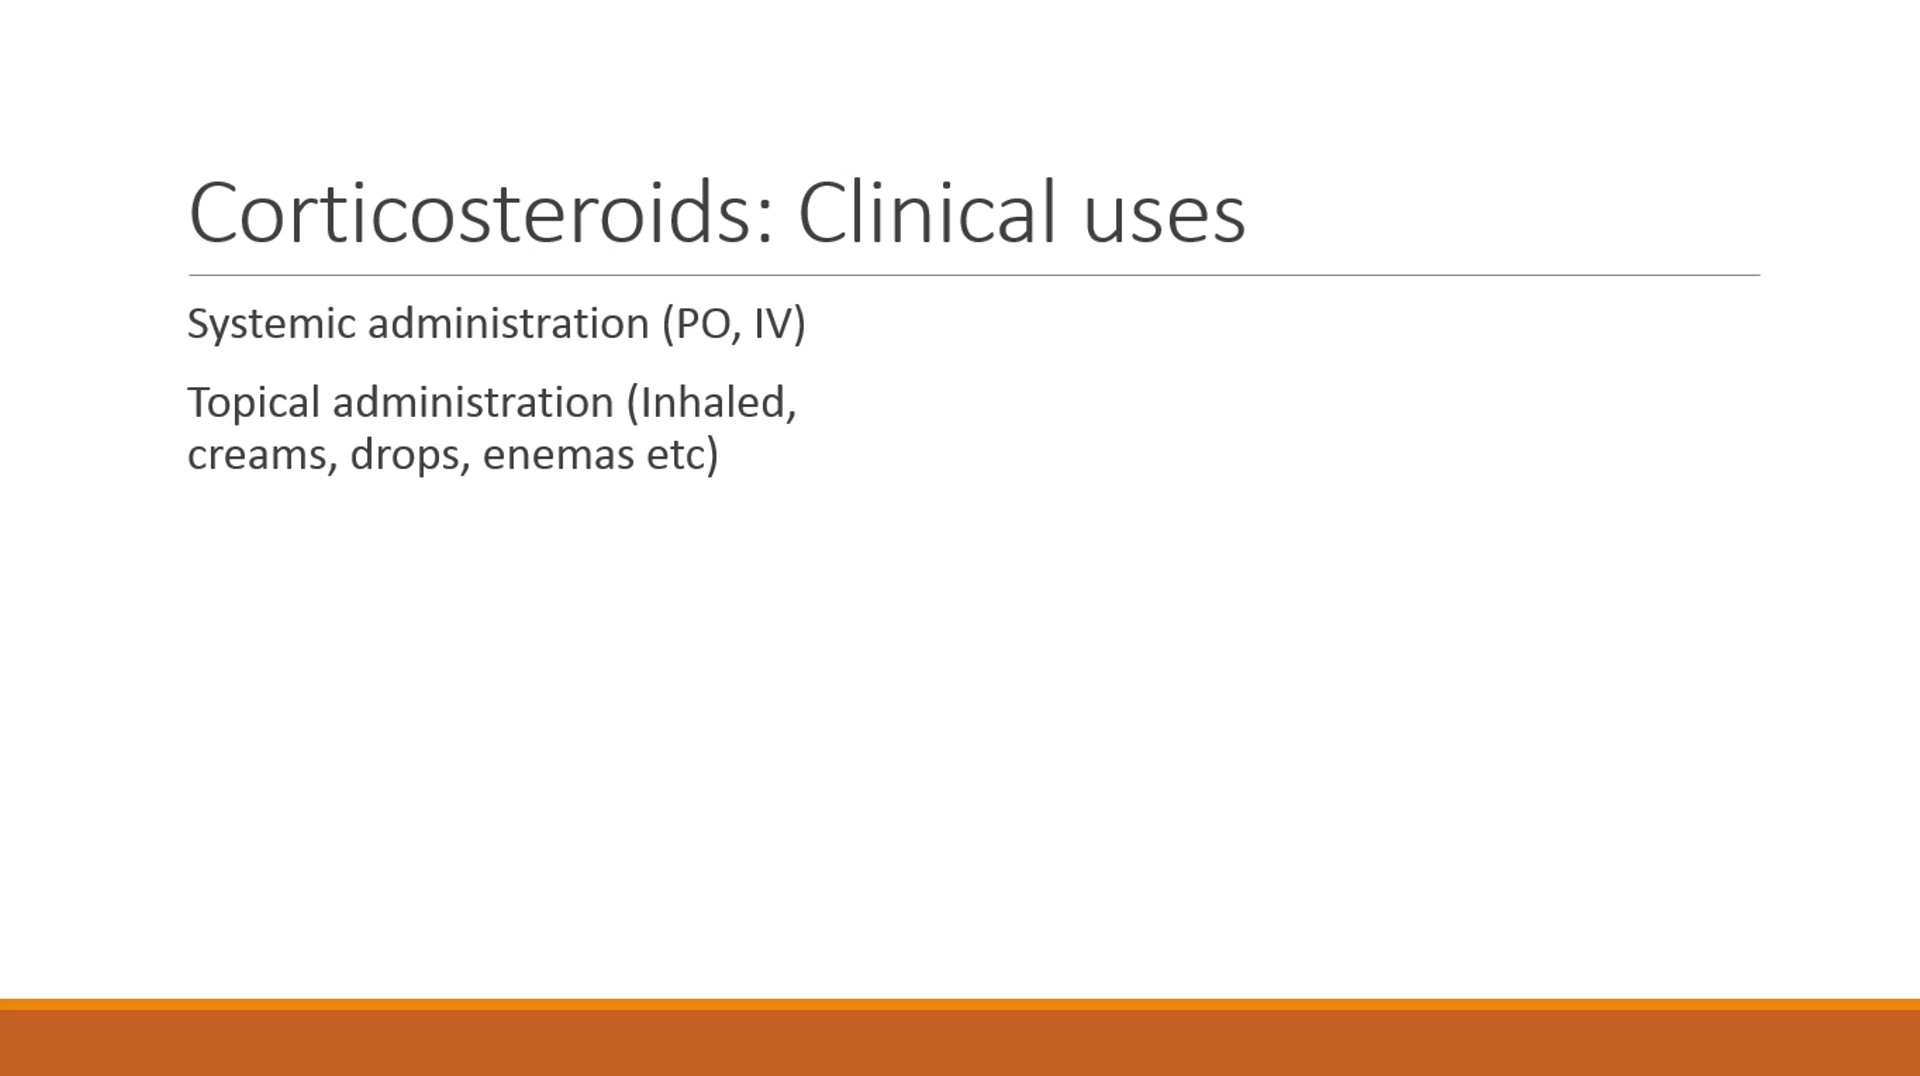 Corticosteroids: Clinical uses
Systemic administration (PO, IV)
Topical administration (Inhaled,
creams, drops, enemas etc)